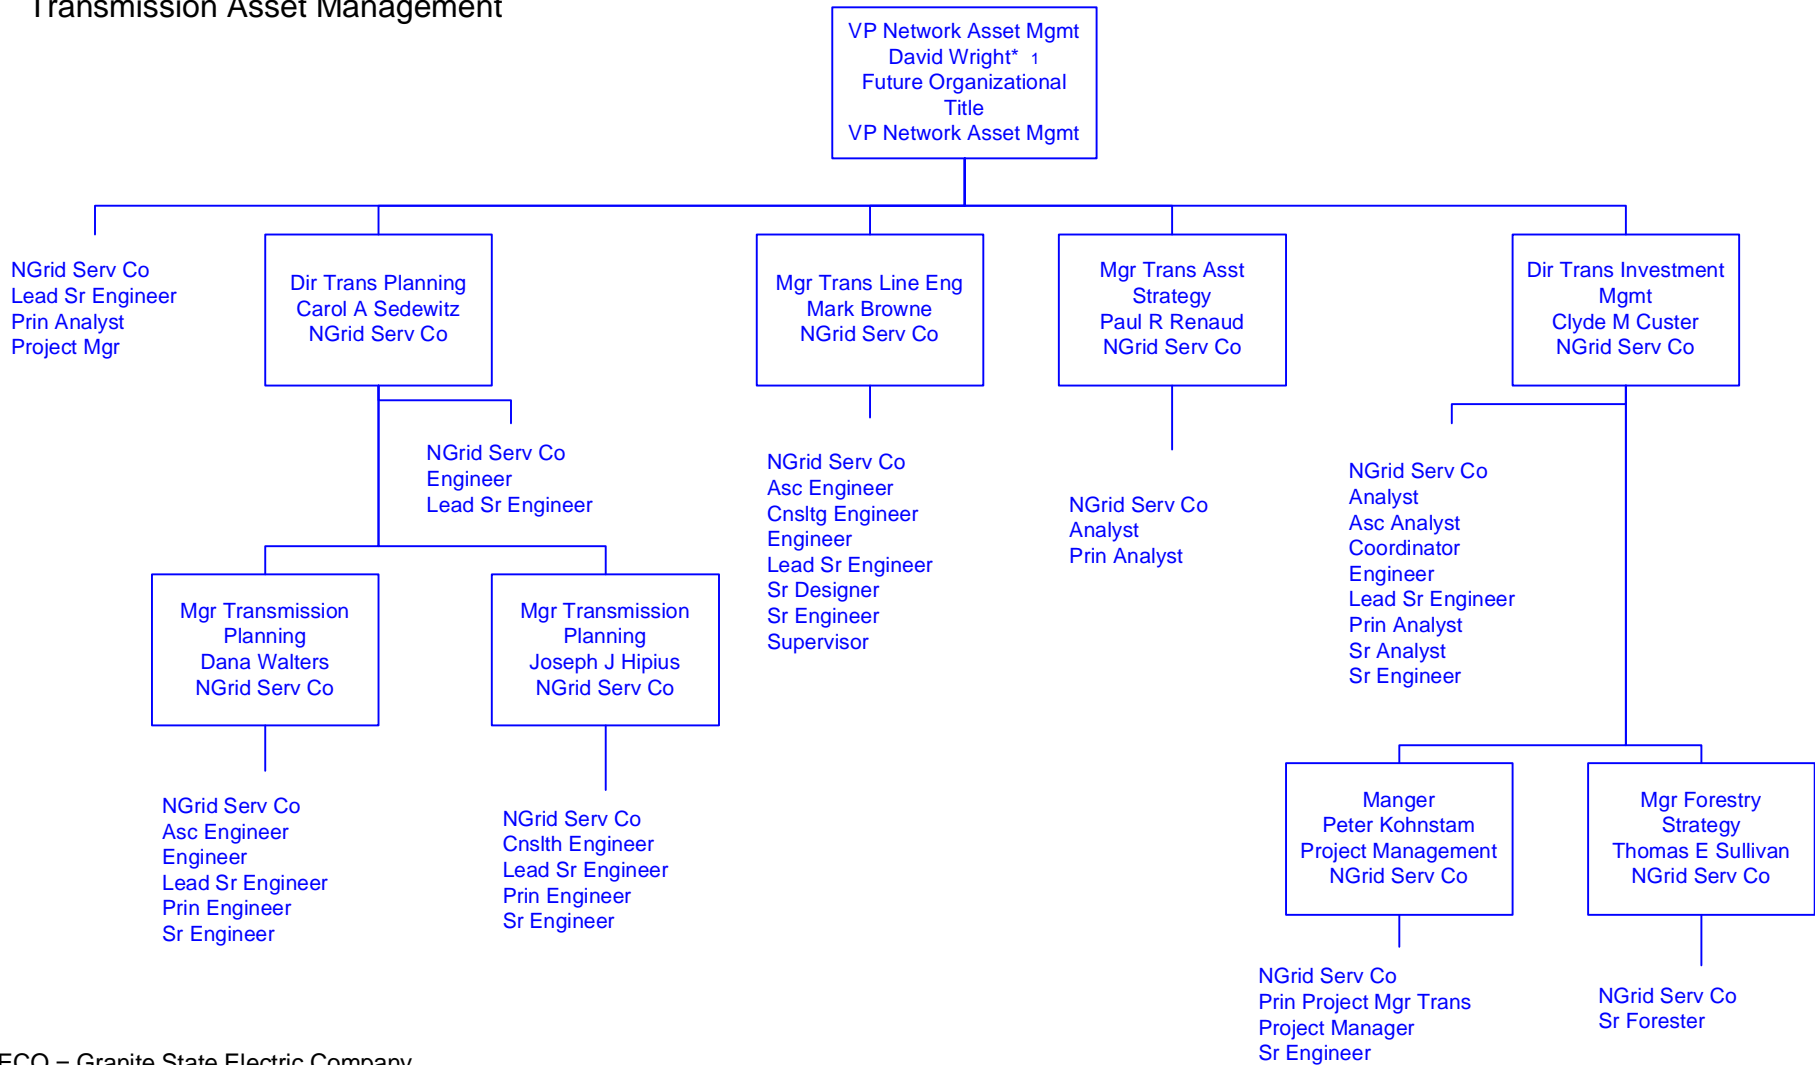 Transmission Asset Management
VP Network Asset Mgmt
David Wright* 1
Future Organizational
Title
VP Network Asset Mgmt
NGrid Serv Co
Lead Sr Engineer
Prin Analyst
Project Mgr
Dir Trans Planning
Carol A Sedewitz
NGrid Serv Co
Mgr Trans Line Eng
Mark Browne
NGrid Serv Co
Mgr Trans Asst
Strategy
Paul R Renaud
NGrid Serv Co
Dir Trans Investment
Mgmt
Clyde M Custer
NGrid Serv Co
NGrid Serv Co
Engineer
Lead Sr Engineer
NGrid Serv Co
Asc Engineer
Cnsltg Engineer
Engineer
Lead Sr Engineer
Sr Designer
Sr Engineer
Supervisor
NGrid Serv Co
Analyst
Prin Analyst
NGrid Serv Co
Analyst
Asc Analyst
Coordinator
Engineer
Lead Sr Engineer
Prin Analyst
Sr Analyst
Sr Engineer
Mgr Transmission
Planning
Dana Walters
NGrid Serv Co
Mgr Transmission
Planning
Joseph J Hipius
NGrid Serv Co
Manger
Peter Kohnstam
Project Management
NGrid Serv Co
Mgr Forestry
Strategy
Thomas E Sullivan
NGrid Serv Co
NGrid Serv Co
Asc Engineer
Engineer
Lead Sr Engineer
Prin Engineer
Sr Engineer
NGrid Serv Co
Cnslth Engineer
Lead Sr Engineer
Prin Engineer
Sr Engineer
NGrid Serv Co
Prin Project Mgr Trans
Project Manager
Sr Engineer
NGrid Serv Co
Sr Forester
ECO = Granite State Electric Company